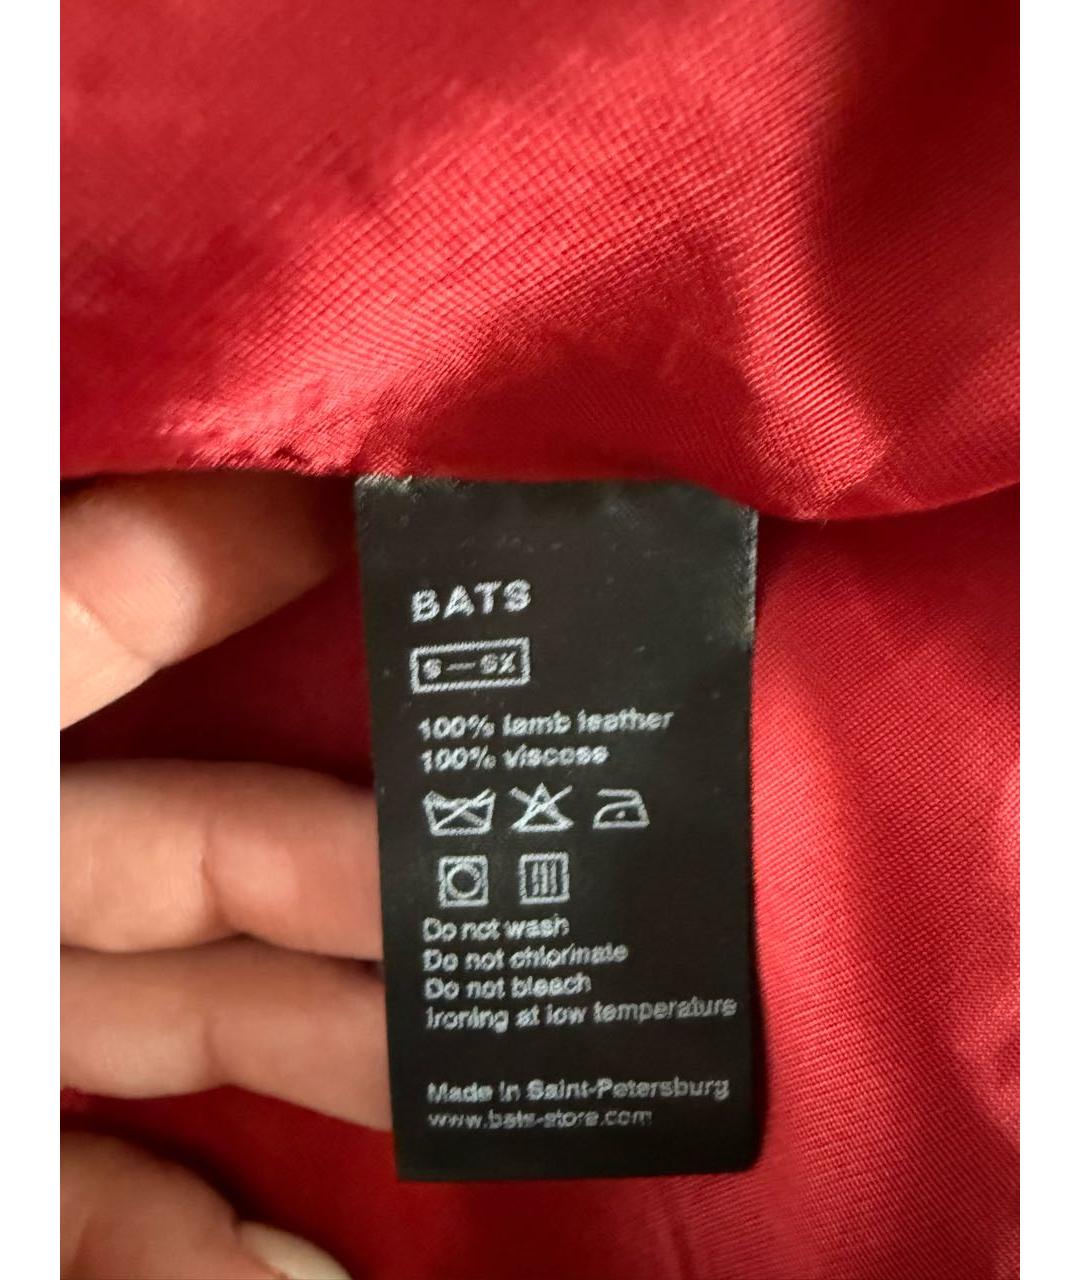 BATS
S — SX
100% lamb leather
100% viscose
Do not wash
Do not chlorinate
Do not bleach
Ironing at low temperature
Made in Saint-Petersburg
www.bats-store.com